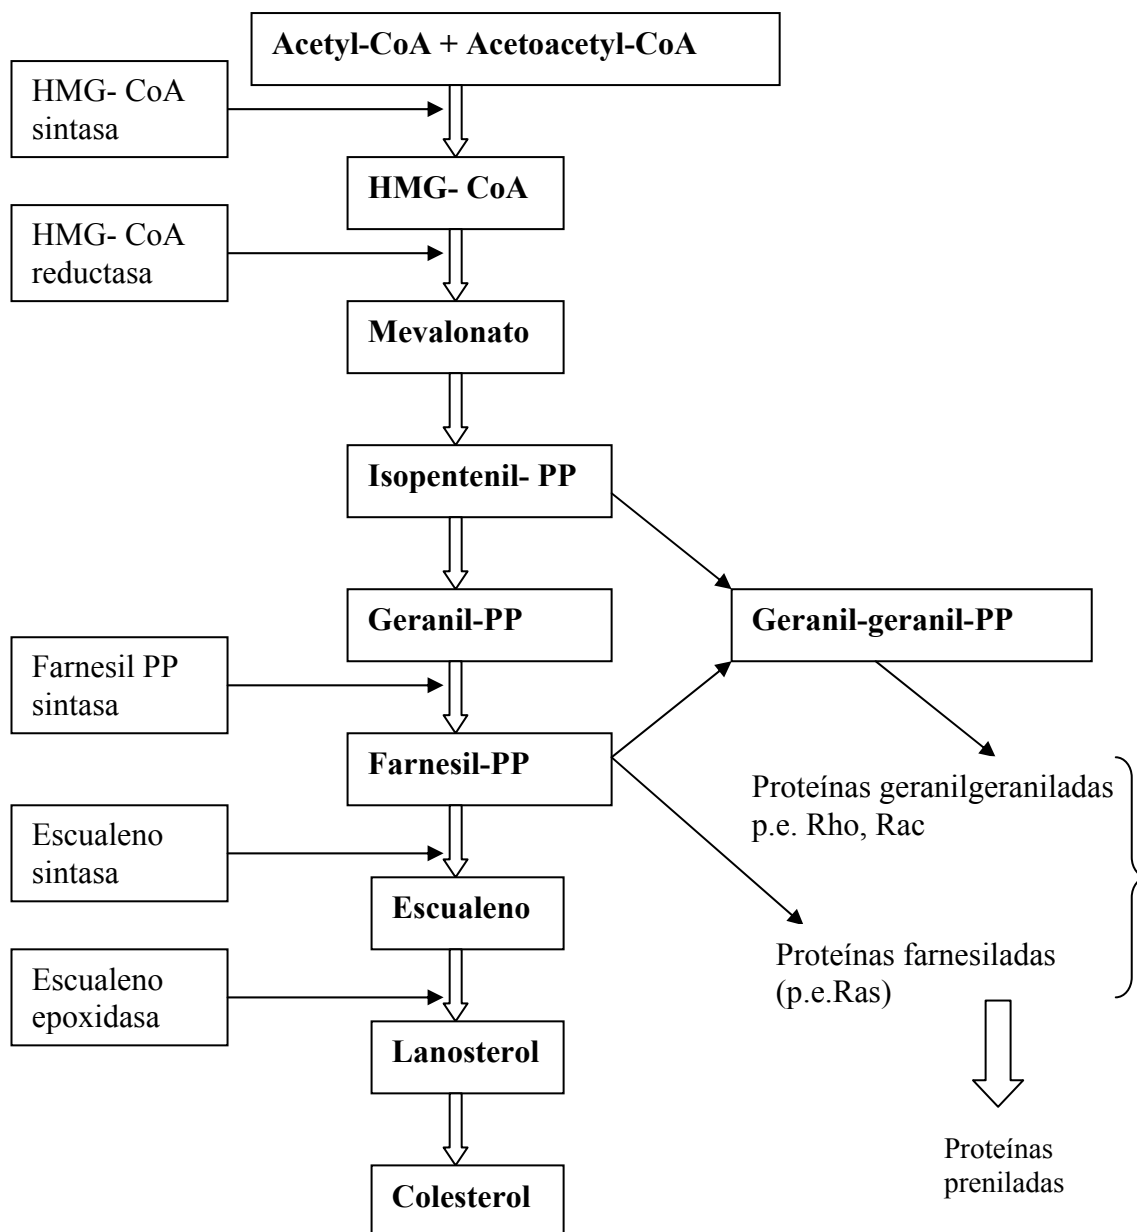 Acetyl-CoA + Acetoacetyl-CoA
HMG- CoA
sintasa
HMG- CoA
HMG- CoA
reductasa
Mevalonato
Isopentenil- PP
Geranil-PP
Geranil-geranil-PP
Farnesil PP
sintasa
Farnesil-PP
Proteínas geranilgeraniladas
p.e. Rho, Rac
Escualeno
sintasa
Escualeno
Proteínas farnesiladas
(p.e.Ras)
Escualeno
epoxidasa
Lanosterol
Proteínas
preniladas
Colesterol